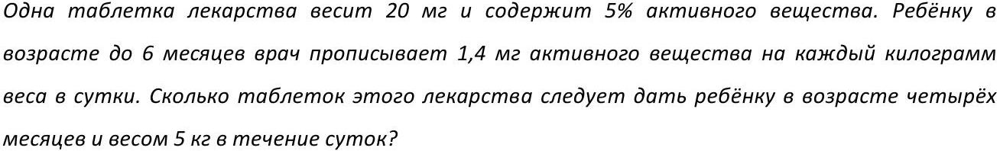 Одна таблетка лекарства весит 20 мг и содержит 5% активного вещества. Ребёнку в
возрасте до 6 месяцев врач прописывает 1,4 мг активного вещества на каждый килограмм
веса в сутки. Сколько таблеток этого лекарства следует дать ребёнку в возрасте четырёх
месяцев и весом 5 кг в течение суток?